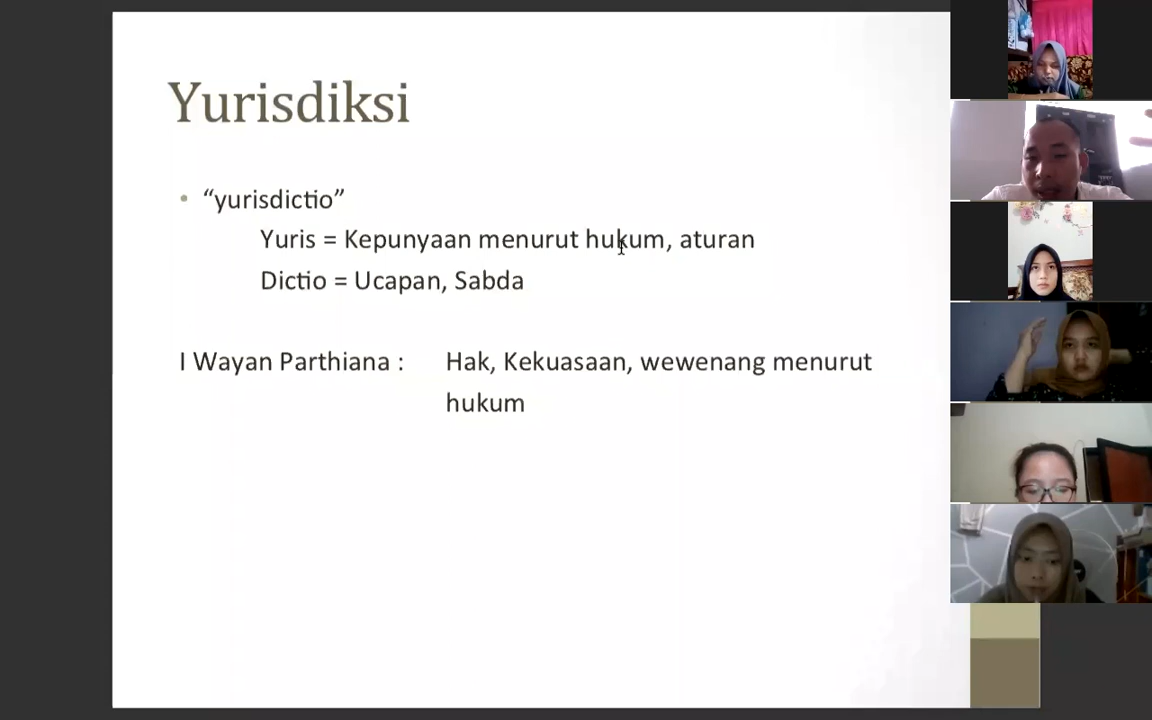 Yurisdiksi
• “yurisdictio”
Yuris = Kepunyaan menurut hukum, aturan
Dictio = Ucapan, Sabda
I Wayan Parthiana : Hak, Kekuasaan, wewenang menurut
hukum